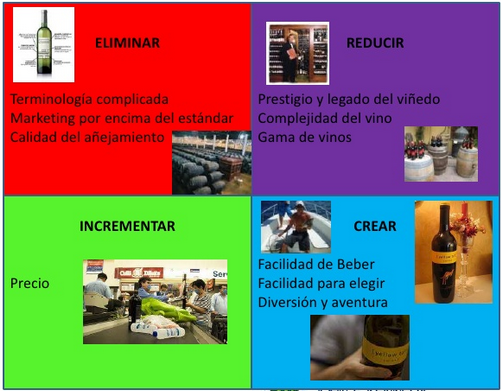 ELIMINAR
Terminología complicada
Marketing por encima del estándar
Calidad del añejamiento
REDUCIR
Prestigio y legado del viñedo
Complejidad del vino
Gama de vinos
INCREMENTAR
Precio
CREAR
Facilidad de Beber
Facilidad para elegir
Diversión y aventura